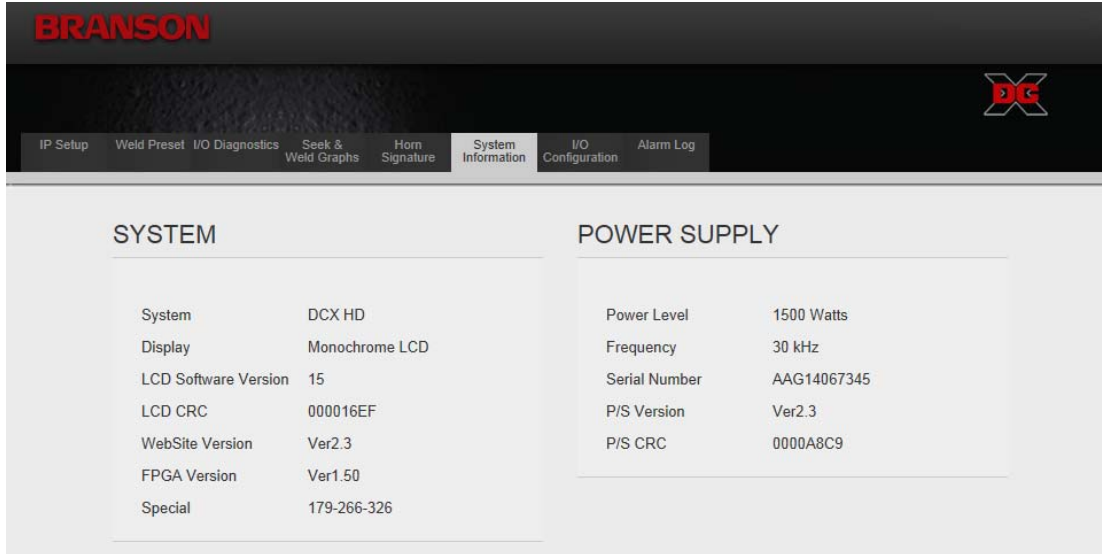 BRANSON
DCX
IP Setup
Weld Preset
I/O Diagnostics
Seek &
Weld Graphs
Horn
Signature
System
Information
I/O
Configuration
Alarm Log
SYSTEM
System DCX HD
Display Monochrome LCD
LCD Software Version 15
LCD CRC 000016EF
WebSite Version Ver2.3
FPGA Version Ver1.50
Special 179-266-326
POWER SUPPLY
Power Level 1500 Watts
Frequency 30 kHz
Serial Number AAG14067345
P/S Version Ver2.3
P/S CRC 0000A8C9